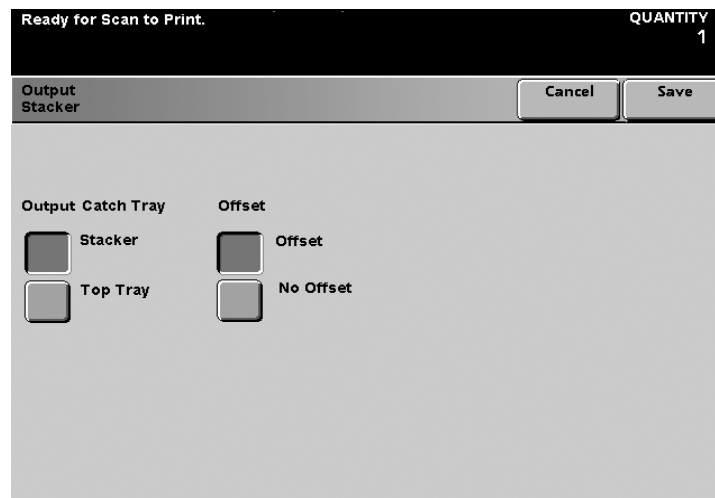 Ready for Scan to Print.
QUANTITY
1
Output
Stacker
Cancel
Save
Output Catch Tray
Offset
Stacker
Offset
Top Tray
No Offset